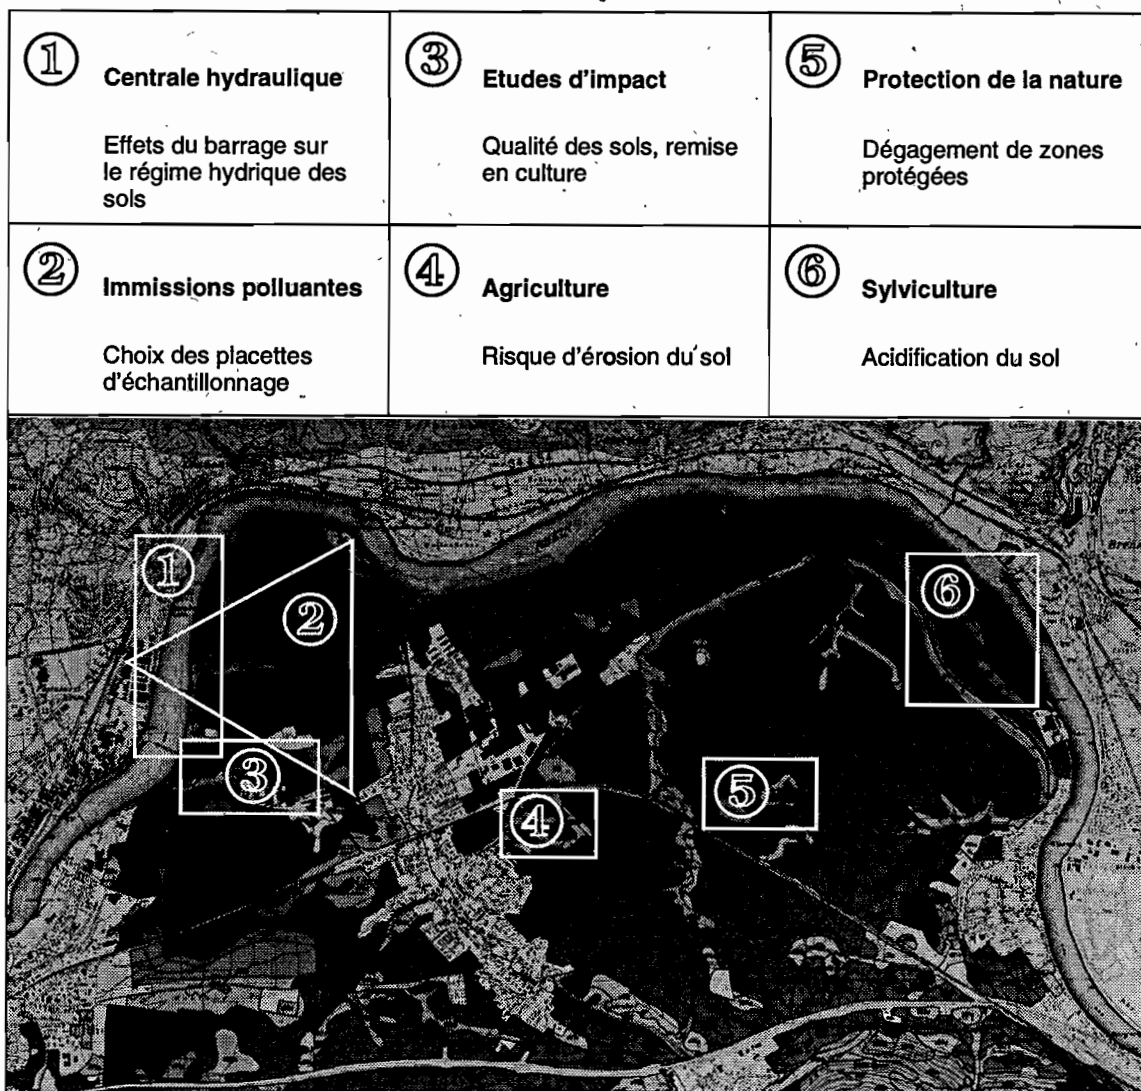 1
Centrale hydraulique
Effets du barrage sur
le régime hydrique des
sols
3
Etudes d'impact
Qualité des sols, remise
en culture
5
Protection de la nature
Dégagement de zones
protégées
2
Immissions polluantes
Choix des placettes
d'échantillonnage
4
Agriculture
Risque d'érosion du sol
6
Sylviculture
Acidification du sol
1
2
6
3
5
4